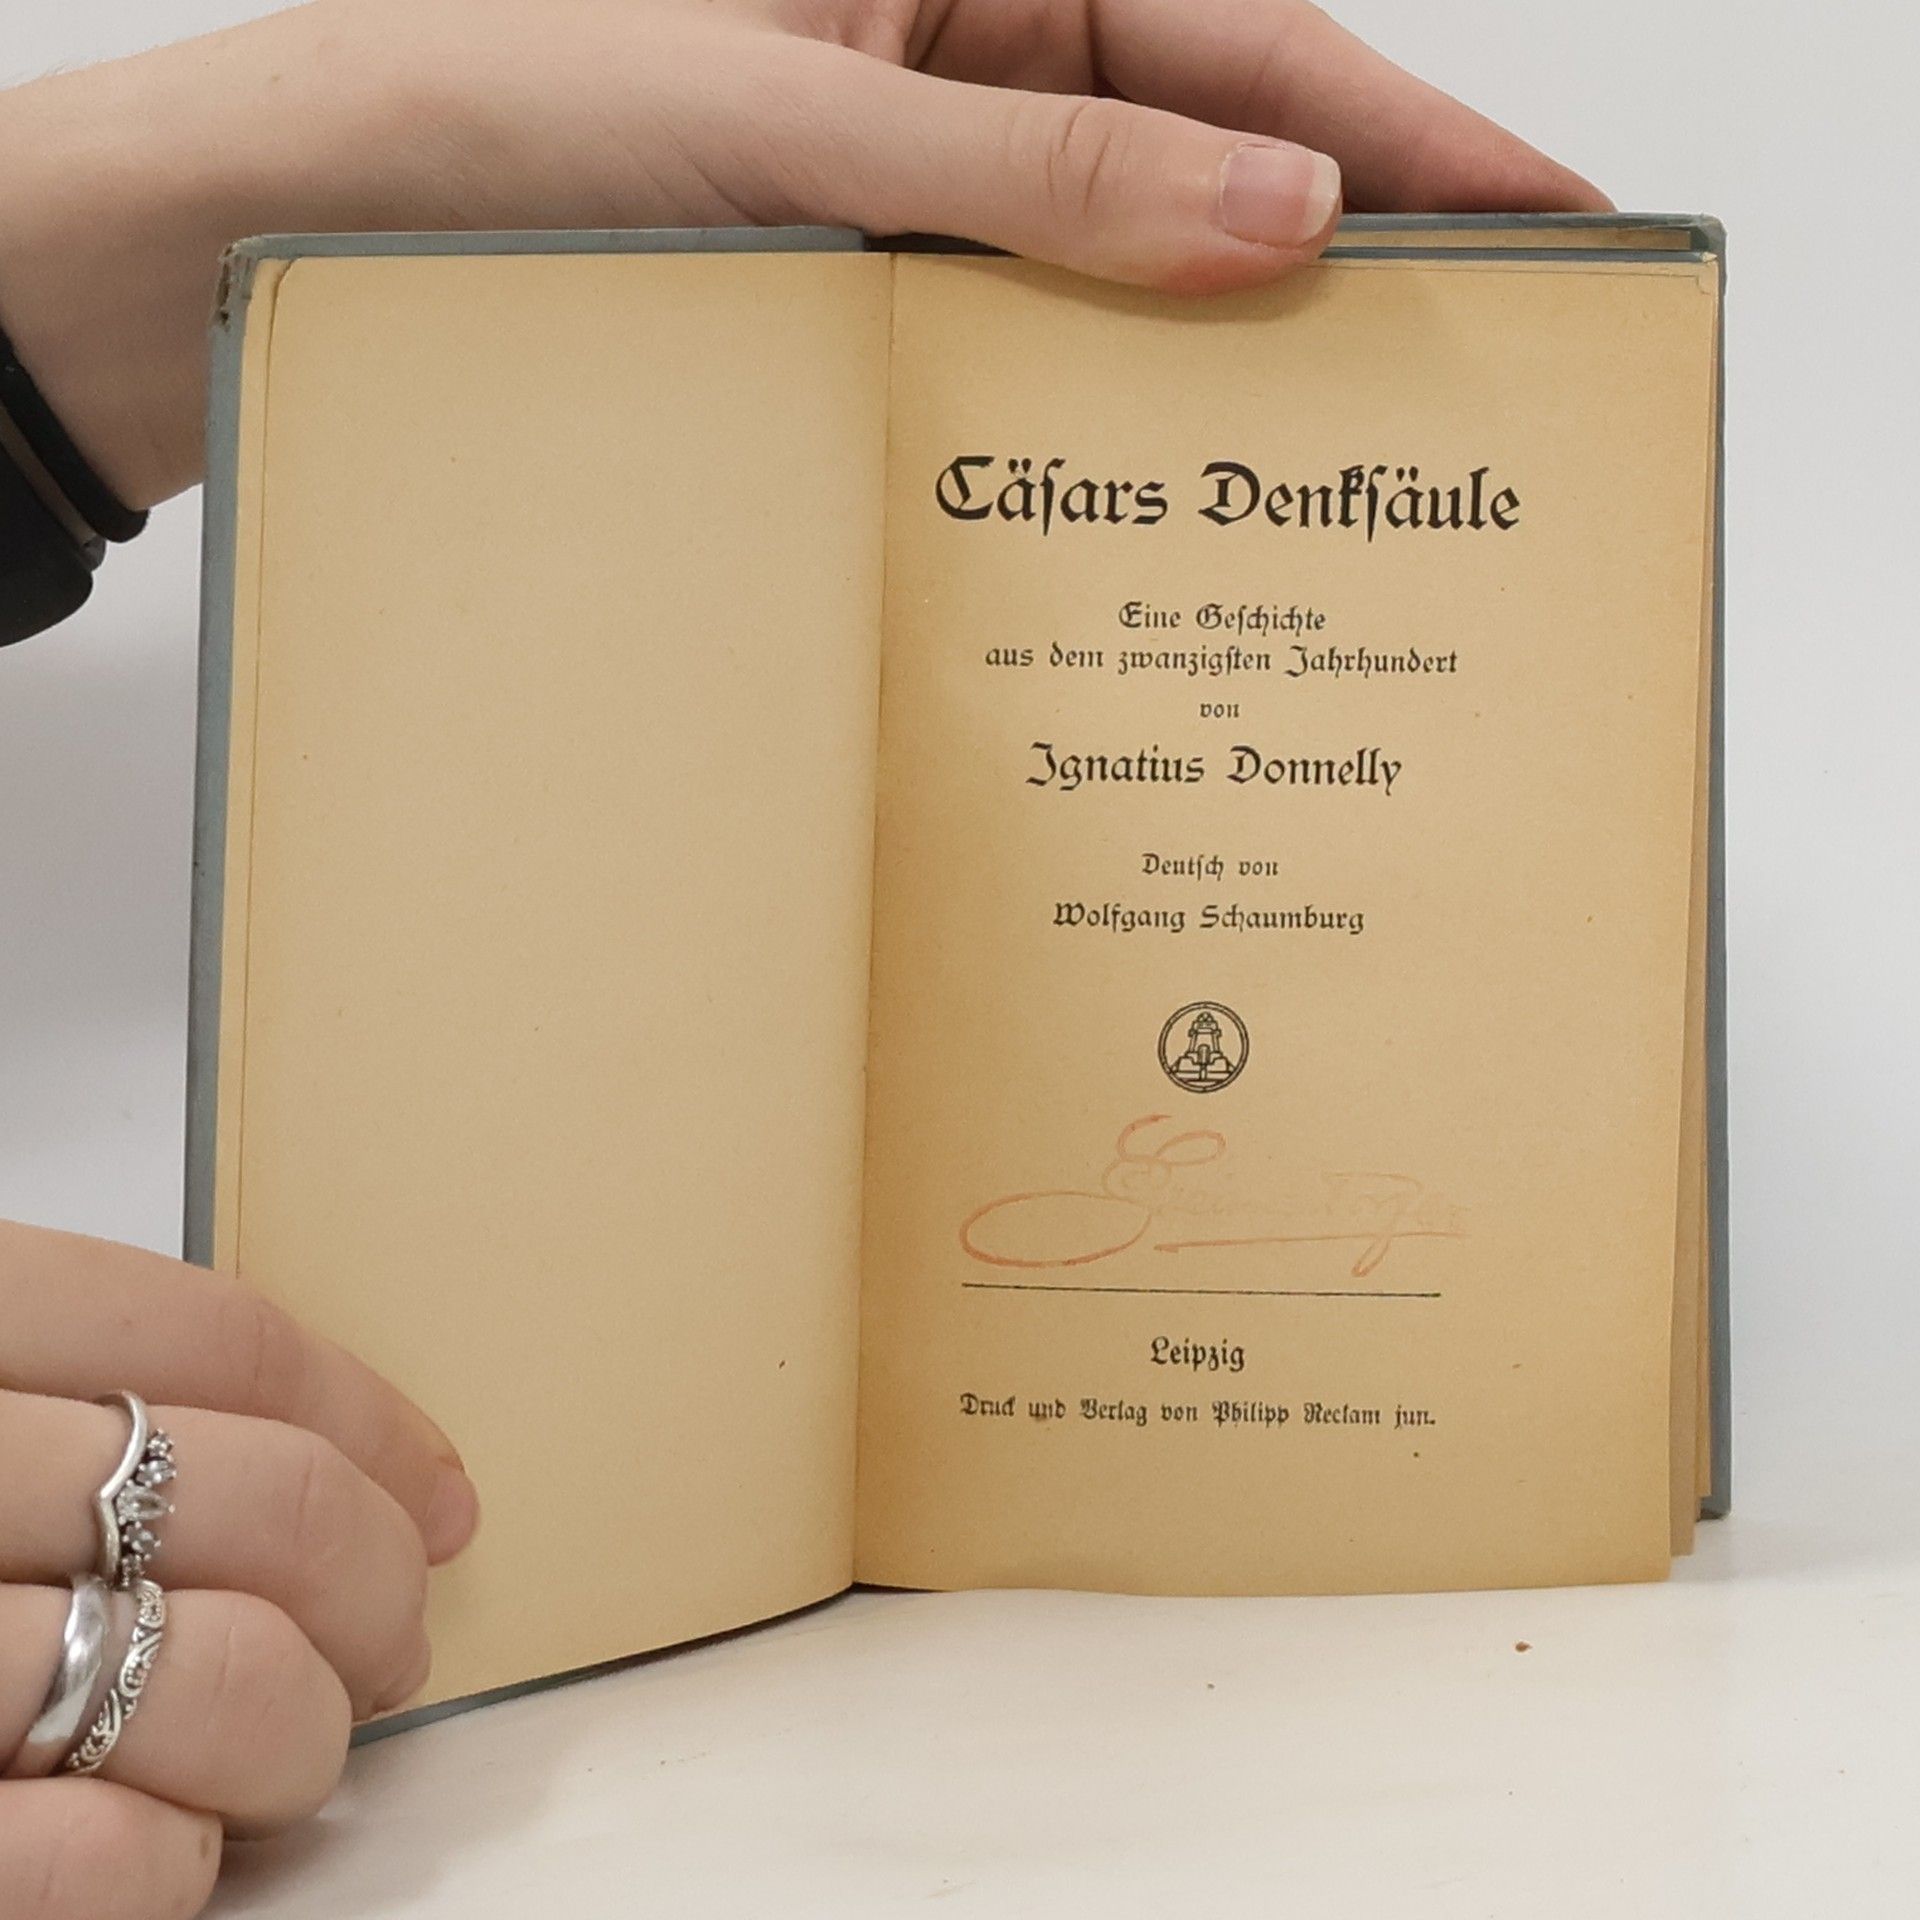 Cäſars Denkſäule
Eine Geſchichte
aus dem zwanzigſten Jahrhundert
von
Ignatius Donnelly
Deutſch von
Wolfgang Schaumburg
Leipzig
Druck und Verlag von Philipp Reclam jun.